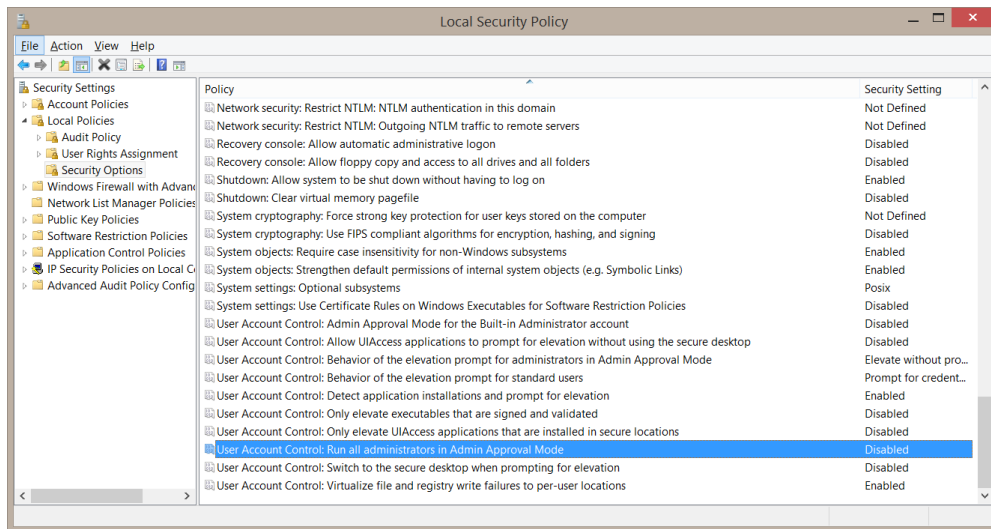 Local Security Policy
File Action View Help
Security Settings
Account Policies
Local Policies
Audit Policy
User Rights Assignment
Security Options
Windows Firewall with Advan
Network List Manager Policies
Public Key Policies
Software Restriction Policies
Application Control Policies
IP Security Policies on Local C
Advanced Audit Policy Config
Policy Security Setting
Network security: Restrict NTLM: NTLM authentication in this domain Not Defined
Network security: Restrict NTLM: Outgoing NTLM traffic to remote servers Not Defined
Recovery console: Allow automatic administrative logon Disabled
Recovery console: Allow floppy copy and access to all drives and all folders Disabled
Shutdown: Allow system to be shut down without having to log on Enabled
Shutdown: Clear virtual memory pagefile Disabled
System cryptography: Force strong key protection for user keys stored on the computer Not Defined
System cryptography: Use FIPS compliant algorithms for encryption, hashing, and signing Disabled
System objects: Require case insensitivity for non-Windows subsystems Enabled
System objects: Strengthen default permissions of internal system objects (e.g. Symbolic Links) Enabled
System settings: Optional subsystems Posix
System settings: Use Certificate Rules on Windows Executables for Software Restriction Policies Disabled
User Account Control: Admin Approval Mode for the Built-in Administrator account Disabled
User Account Control: Allow UIAccess applications to prompt for elevation without using the secure desktop Disabled
User Account Control: Behavior of the elevation prompt for administrators in Admin Approval Mode Elevate without pro...
User Account Control: Behavior of the elevation prompt for standard users Prompt for credent...
User Account Control: Detect application installations and prompt for elevation Enabled
User Account Control: Only elevate executables that are signed and validated Disabled
User Account Control: Only elevate UIAccess applications that are installed in secure locations Disabled
User Account Control: Run all administrators in Admin Approval Mode Disabled
User Account Control: Switch to the secure desktop when prompting for elevation Disabled
User Account Control: Virtualize file and registry write failures to per-user locations Enabled